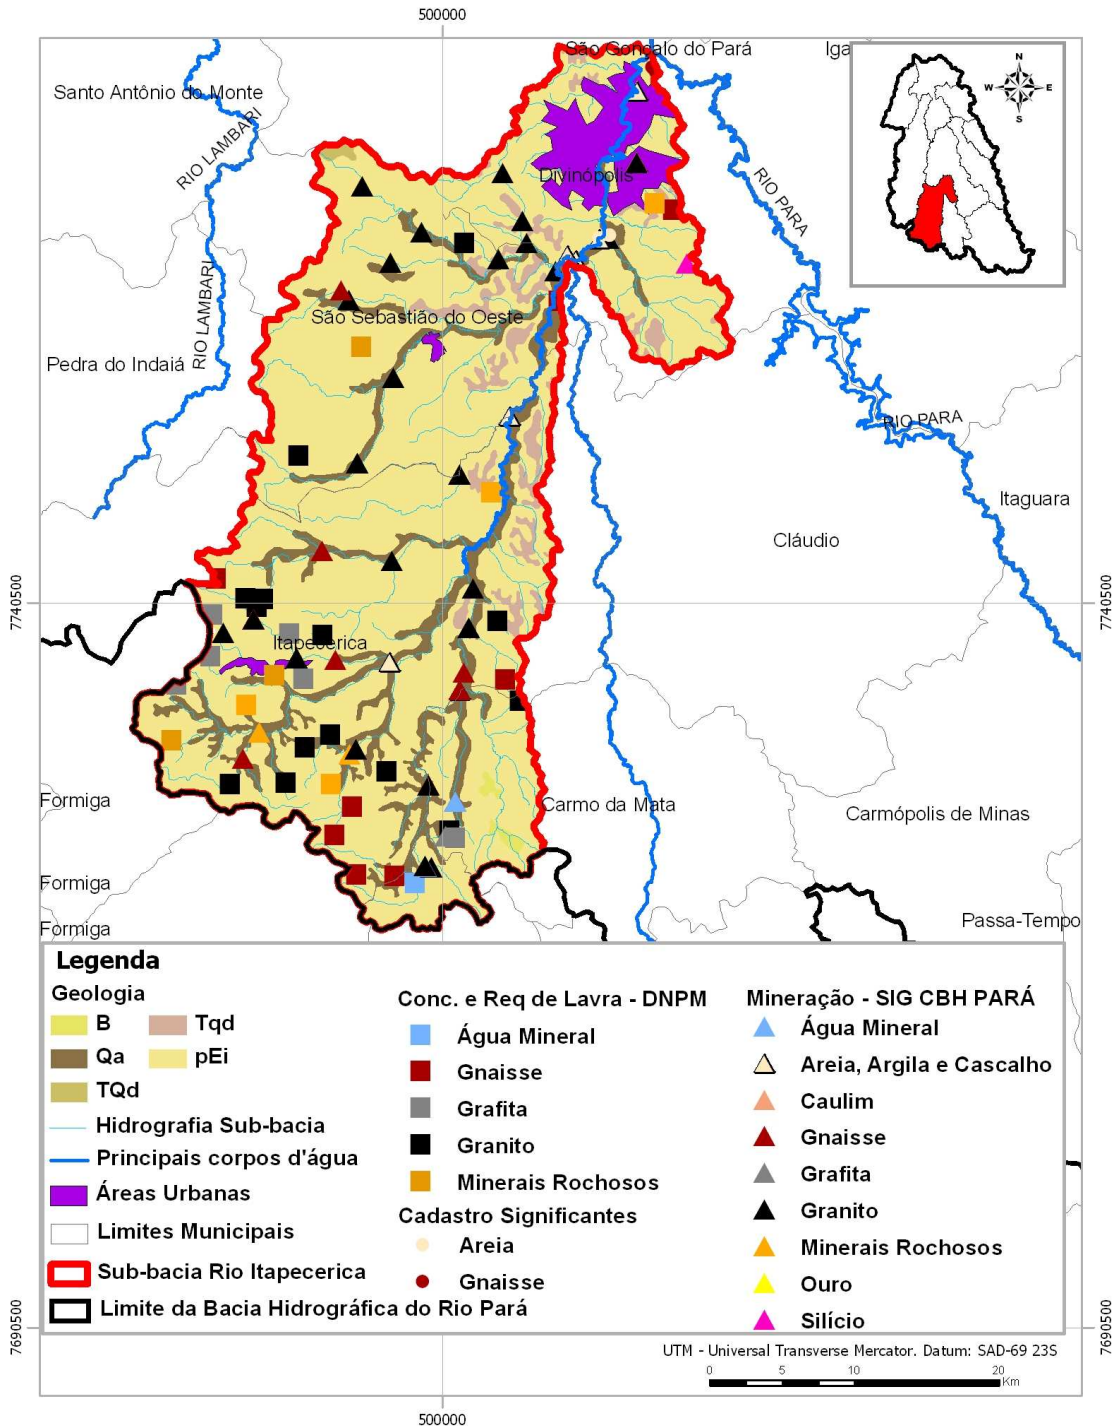 500000
São Gonçalo do Pará
Iga
Santo Antônio do Monte
N
W
E
S
RIO LAMBARI
RIO PARA
Divinópolis
RIO LAMBARI
São Sebastião do Oeste
Pedra do Indaiá
RIO PARA
Itaguara
Cláudio
7740500
7740500
Itapecerica
Formiga
Carmo da Mata
Carmópolis de Minas
Formiga
Passa-Tempo
Formiga
Legenda
Geologia
B
Tqd
Qa
pEi
TQd
Hidrografia Sub-bacia
Principais corpos d'água
Áreas Urbanas
Limites Municipais
Sub-bacia Rio Itapecerica
Limite da Bacia Hidrográfica do Rio Pará
Conc. e Req de Lavra - DNPM
Água Mineral
Gnaisse
Grafita
Granito
Minerais Rochosos
Cadastro Significantes
Areia
Gnaisse
Mineração - SIG CBH PARÁ
Água Mineral
Areia, Argila e Cascalho
Caulim
Gnaisse
Grafita
Granito
Minerais Rochosos
Ouro
Silício
7690500
7690500
UTM - Universal Transverse Mercator. Datum: SAD-69 23S
0 5 10 20
Km
500000